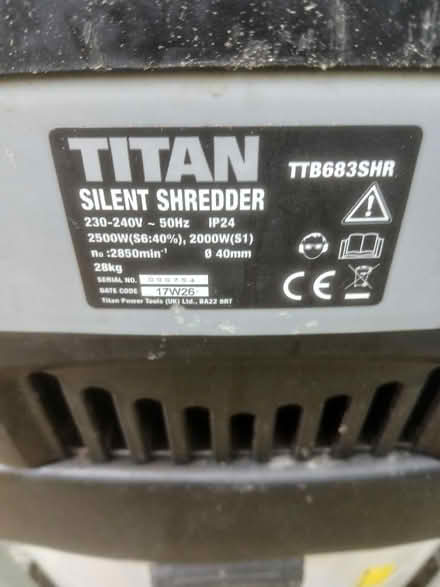 TITAN
TTB683SHR
SILENT SHREDDER
230-240V ~ 50Hz IP24
2500W(S6:40%), 2000W(S1)
n₀:2850min⁻¹ Ø 40mm
28kg
SERIAL NO. 000754
DATE CODE 17W26
Titan Power Tools (UK) Ltd., BA22 8RT
CE